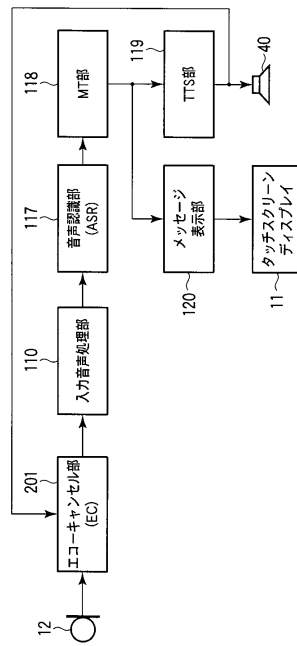 12
201
エコーキャンセル部
(EC)
110
入力音声処理部
117
音声認識部
(ASR)
118
MT部
119
TTS部
40
120
メッセージ
表示部
11
タッチスクリーン
ディスプレイ